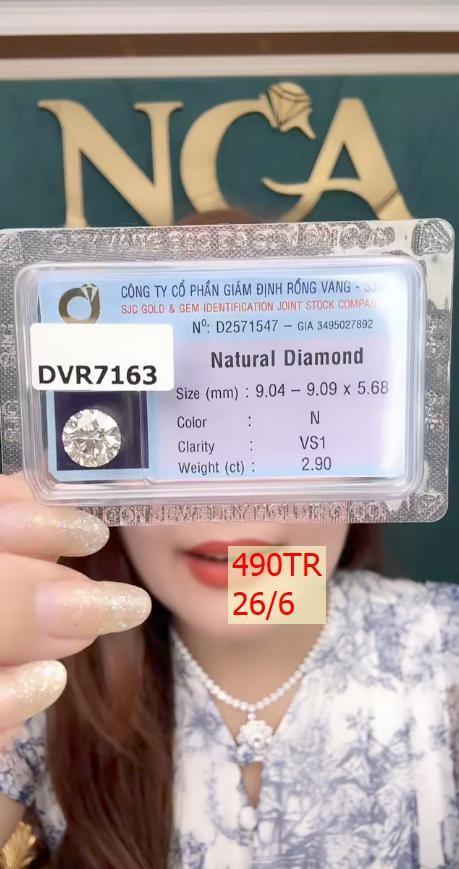 NCA
CÔNG TY CỔ PHẦN GIÁM ĐỊNH RỒNG VÀNG - SJC
SJC GOLD & GEM IDENTIFICATION JOINT STOCK COMPAN
Nº: D2571547 – GIA 3495027892
DVR7163
Natural Diamond
Size (mm) : 9.04 – 9.09 x 5.68
Color : N
Clarity : VS1
Weight (ct) : 2.90
490TR
26/6